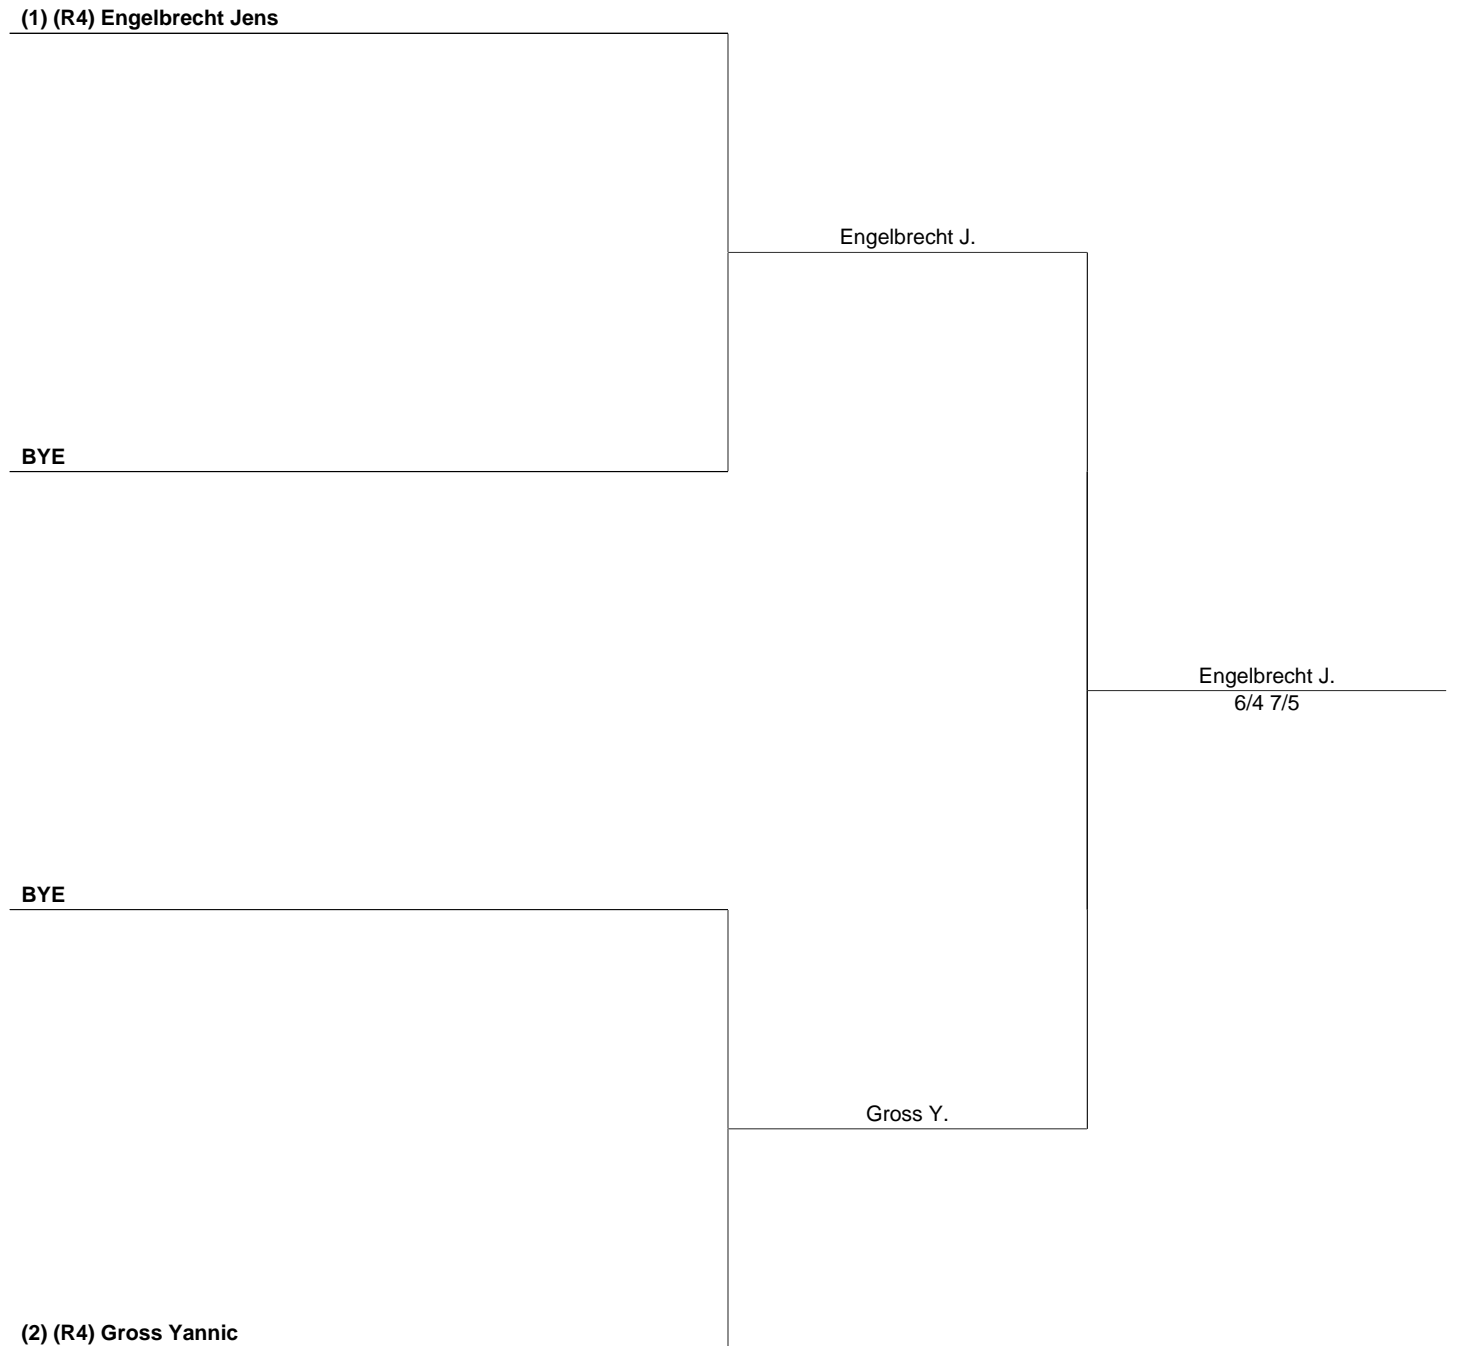 (1) (R4) Engelbrecht Jens
Engelbrecht J.
BYE
Engelbrecht J.
6/4 7/5
BYE
Gross Y.
(2) (R4) Gross Yannic